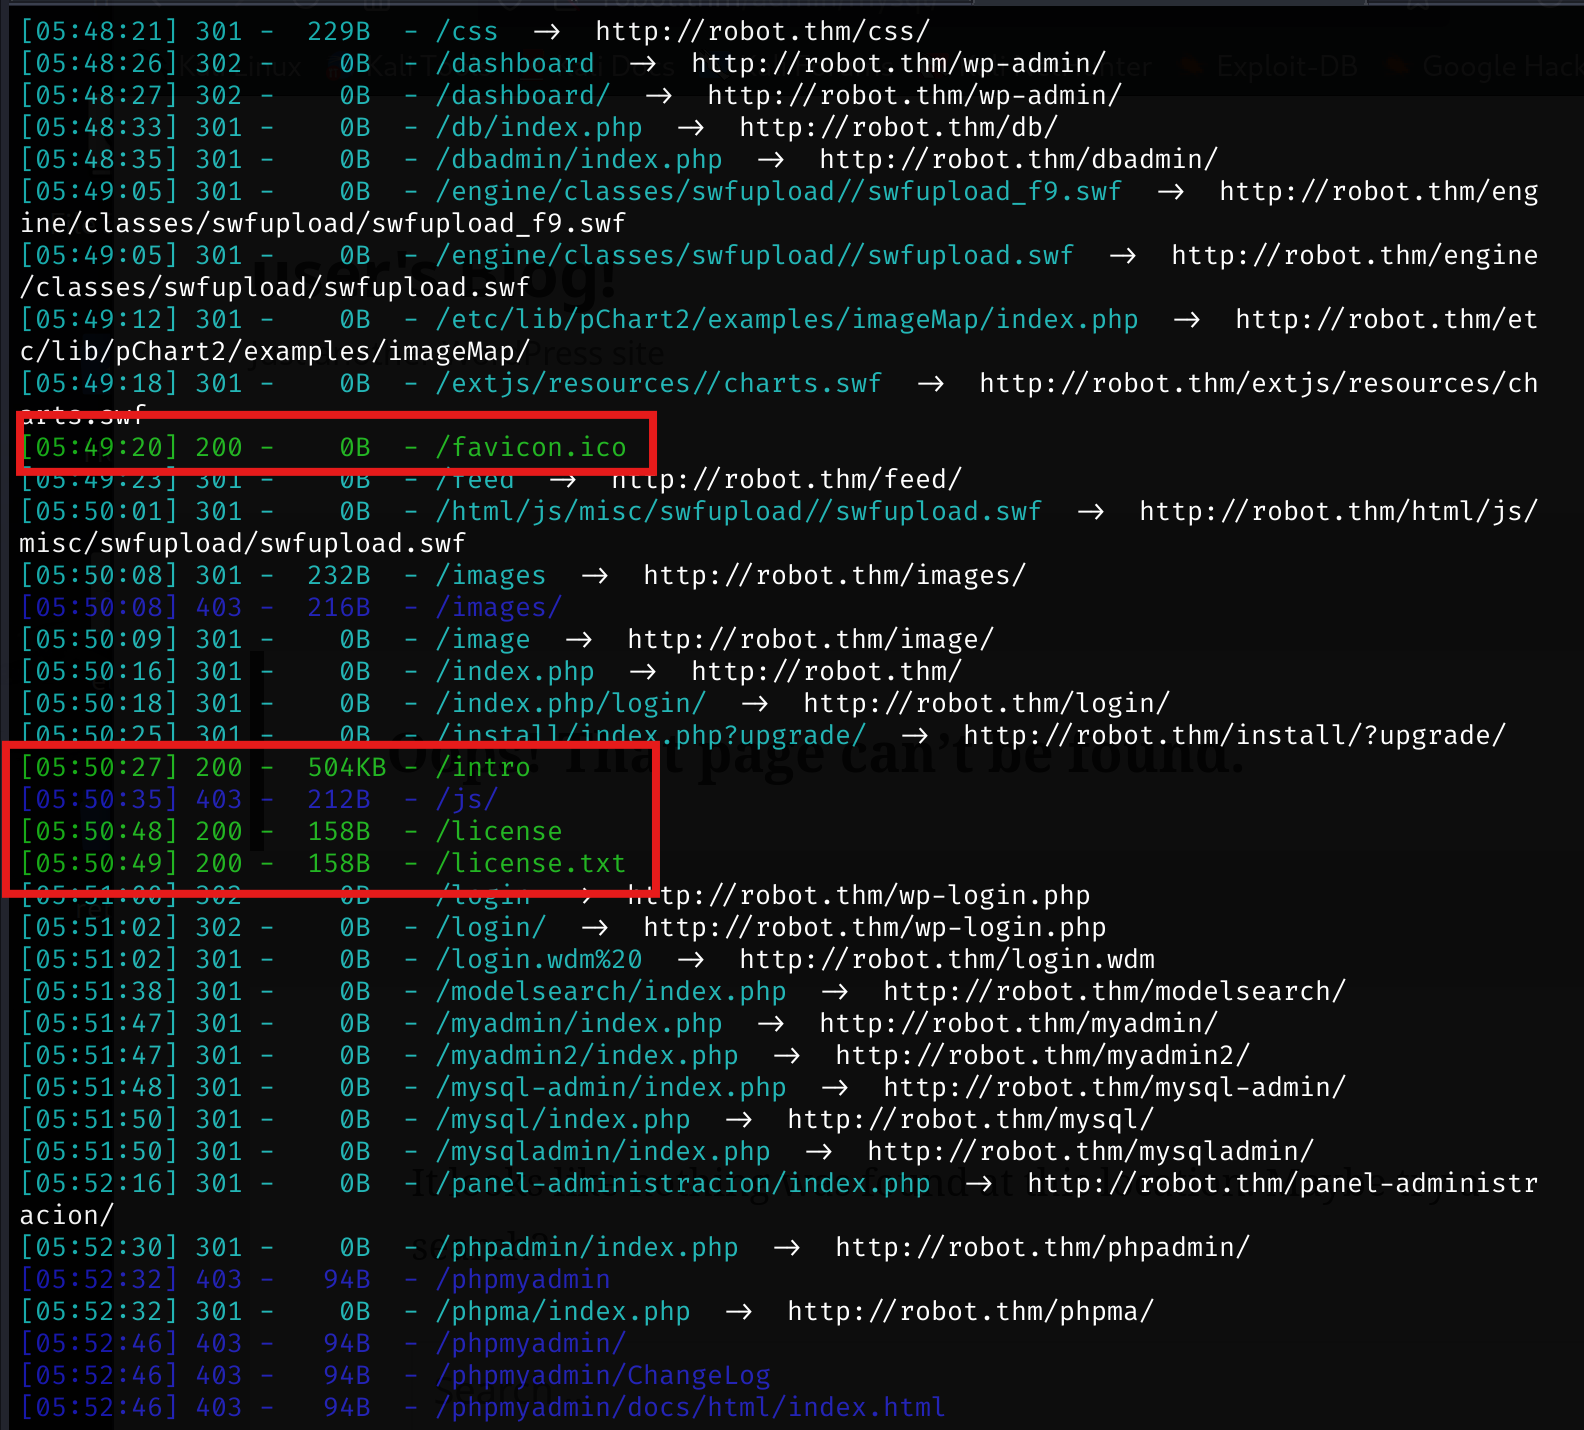 [05:48:21] 301 -  229B  - /css  ->  http://robot.thm/css/
[05:48:26] 302 -    0B  - /dashboard  ->  http://robot.thm/wp-admin/
[05:48:27] 302 -    0B  - /dashboard/  ->  http://robot.thm/wp-admin/
[05:48:33] 301 -    0B  - /db/index.php  ->  http://robot.thm/db/
[05:48:35] 301 -    0B  - /dbadmin/index.php  ->  http://robot.thm/dbadmin/
[05:49:05] 301 -    0B  - /engine/classes/swfupload//swfupload_f9.swf  ->  http://robot.thm/eng
ine/classes/swfupload/swfupload_f9.swf
[05:49:05] 301 -    0B  - /engine/classes/swfupload//swfupload.swf  ->  http://robot.thm/engine
/classes/swfupload/swfupload.swf
[05:49:12] 301 -    0B  - /etc/lib/pChart2/examples/imageMap/index.php  ->  http://robot.thm/et
c/lib/pChart2/examples/imageMap/
[05:49:18] 301 -    0B  - /extjs/resources//charts.swf  ->  http://robot.thm/extjs/resources/ch
arts.swf
[05:49:20] 200 -    0B  - /favicon.ico
[05:49:23] 301 -    0B  - /feed  ->  http://robot.thm/feed/
[05:50:01] 301 -    0B  - /html/js/misc/swfupload//swfupload.swf  ->  http://robot.thm/html/js/
misc/swfupload/swfupload.swf
[05:50:08] 301 -  232B  - /images  ->  http://robot.thm/images/
[05:50:08] 403 -  216B  - /images/
[05:50:09] 301 -    0B  - /image  ->  http://robot.thm/image/
[05:50:16] 301 -    0B  - /index.php  ->  http://robot.thm/
[05:50:18] 301 -    0B  - /index.php/login/  ->  http://robot.thm/login/
[05:50:25] 301 -    0B  - /install/index.php?upgrade/  ->  http://robot.thm/install/?upgrade/
[05:50:27] 200 -  504KB - /intro
[05:50:35] 403 -  212B  - /js/
[05:50:48] 200 -  158B  - /license
[05:50:49] 200 -  158B  - /license.txt
[05:51:00] 302 -    0B  - /login  ->  http://robot.thm/wp-login.php
[05:51:02] 302 -    0B  - /login/  ->  http://robot.thm/wp-login.php
[05:51:02] 301 -    0B  - /login.wdm%20  ->  http://robot.thm/login.wdm
[05:51:38] 301 -    0B  - /modelsearch/index.php  ->  http://robot.thm/modelsearch/
[05:51:47] 301 -    0B  - /myadmin/index.php  ->  http://robot.thm/myadmin/
[05:51:47] 301 -    0B  - /myadmin2/index.php  ->  http://robot.thm/myadmin2/
[05:51:48] 301 -    0B  - /mysql-admin/index.php  ->  http://robot.thm/mysql-admin/
[05:51:50] 301 -    0B  - /mysql/index.php  ->  http://robot.thm/mysql/
[05:51:50] 301 -    0B  - /mysqladmin/index.php  ->  http://robot.thm/mysqladmin/
[05:52:16] 301 -    0B  - /panel-administracion/index.php  ->  http://robot.thm/panel-administr
acion/
[05:52:30] 301 -    0B  - /phpadmin/index.php  ->  http://robot.thm/phpadmin/
[05:52:32] 403 -   94B  - /phpmyadmin
[05:52:32] 301 -    0B  - /phpma/index.php  ->  http://robot.thm/phpma/
[05:52:46] 403 -   94B  - /phpmyadmin/
[05:52:46] 403 -   94B  - /phpmyadmin/ChangeLog
[05:52:46] 403 -   94B  - /phpmyadmin/docs/html/index.html